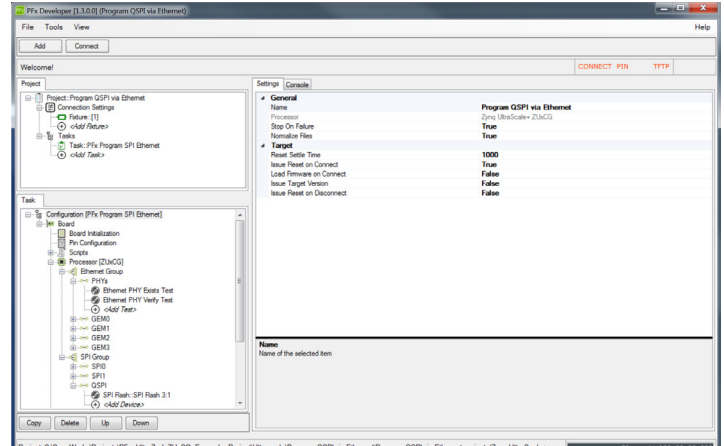 PFx Developer [1.3.0.0] (Program QSPI via Ethernet)
File Tools View Help
Add Connect
Welcome! CONNECT PIN TFTP
Project
Project::Program QSPI via Ethernet
Connection Settings
Fixture::[1]
<Add Fixture>
Tasks
Task::PFx Program SPI Ethernet
<Add Task>
Task
Configuration [PFx Program SPI Ethernet]
Board
Board Initialization
Pin Configuration
Scripts
Processor [ZUxCG]
Ethernet Group
PHYs
Ethernet PHY Exists Test
Ethernet PHY Verify Test
<Add Test>
GEM0
GEM1
GEM2
GEM3
SPI Group
SPI0
SPI1
QSPI
SPI Flash::SPI Flash 3:1
<Add Device>
Copy Delete Up Down
Settings Console
General
Name Program QSPI via Ethernet
Processor Zynq UltraScale+ ZUxCG
Stop On Failure True
Normalize Files True
Target
Reset Settle Time 1000
Issue Reset on Connect True
Load Firmware on Connect False
Issue Target Version False
Issue Reset on Disconnect False
Name
Name of the selected item